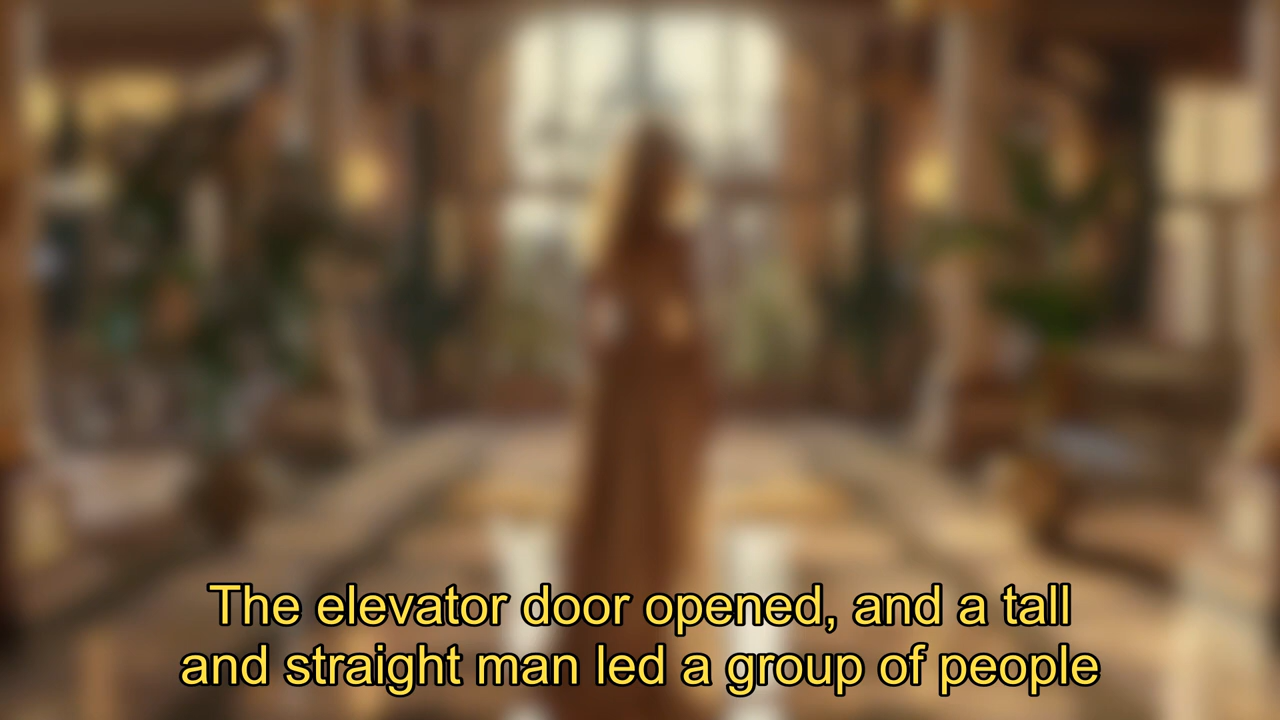 The elevator door opened, and a tall
and straight man led a group of people